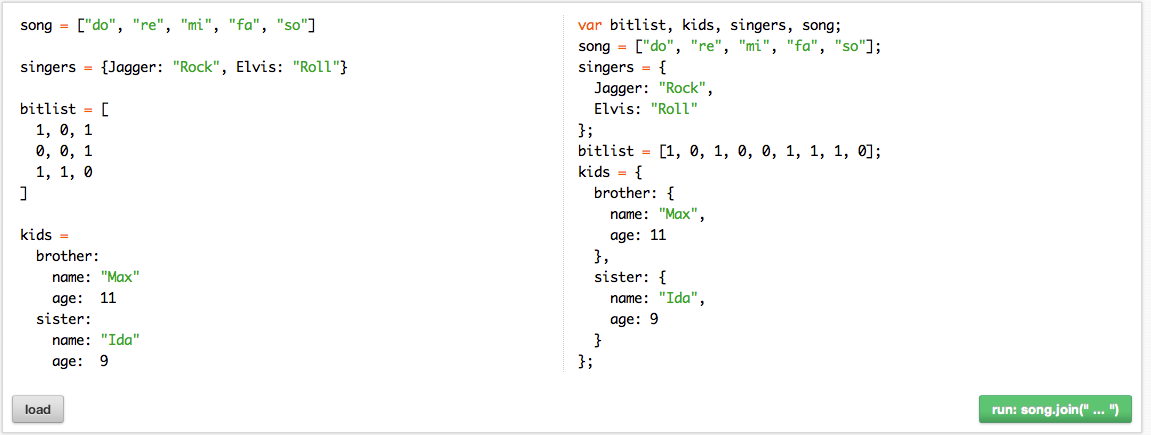 song = ["do", "re", "mi", "fa", "so"]
singers = {Jagger: "Rock", Elvis: "Roll"}
bitlist = [
  1, 0, 1
  0, 0, 1
  1, 1, 0
]
kids =
  brother:
    name: "Max"
    age:  11
  sister:
    name: "Ida"
    age:  9
var bitlist, kids, singers, song;
song = ["do", "re", "mi", "fa", "so"];
singers = {
  Jagger: "Rock",
  Elvis: "Roll"
};
bitlist = [1, 0, 1, 0, 0, 1, 1, 1, 0];
kids = {
  brother: {
    name: "Max",
    age: 11
  },
  sister: {
    name: "Ida",
    age: 9
  }
};
load
run: song.join(" ... ")